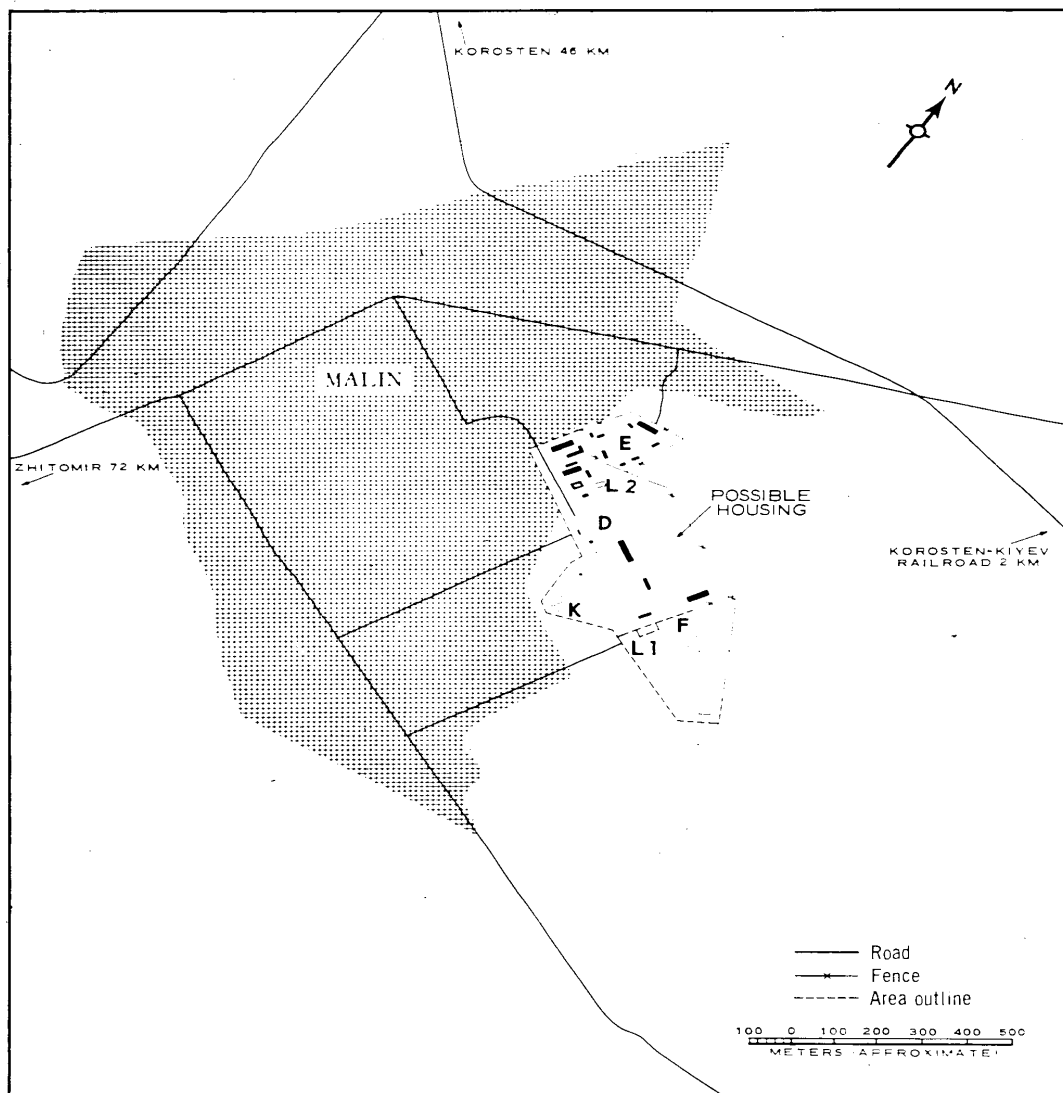 KOROSTEN 46 KM
N
MALIN
ZHITOMIR 72 KM
E
L 2
POSSIBLE
HOUSING
D
KOROSTEN-KIYEV
RAILROAD 2 KM
K
F
L 1
Road
Fence
Area outline
100 0 100 200 300 400 500
METERS (APPROXIMATE)